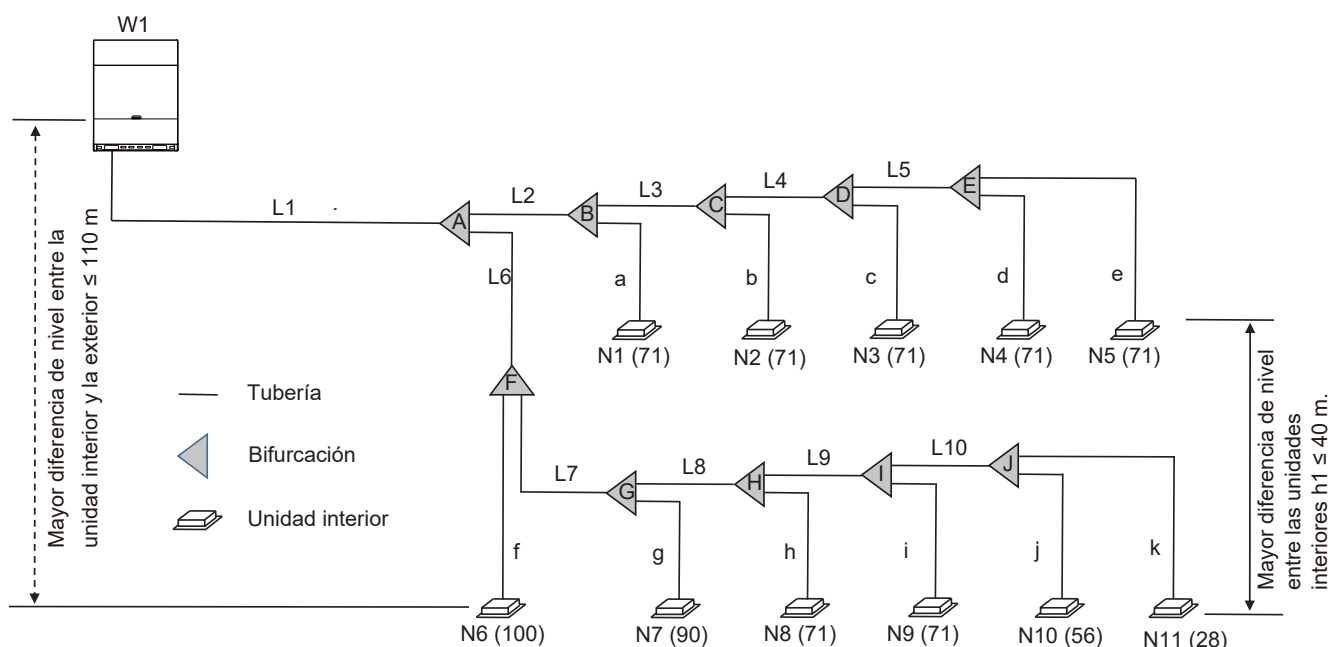 W1
Mayor diferencia de nivel entre la
unidad interior y la exterior ≤ 110 m
L1
A
L2
B
L3
C
L4
D
L5
E
L6
a
b
c
d
e
N1 (71)
N2 (71)
N3 (71)
N4 (71)
N5 (71)
Tubería
Bifurcación
Unidad interior
F
L7
G
L8
H
L9
I
L10
J
f
g
h
i
j
k
N6 (100)
N7 (90)
N8 (71)
N9 (71)
N10 (56)
N11 (28)
Mayor diferencia de nivel
entre las unidades
interiores h1 ≤ 40 m.